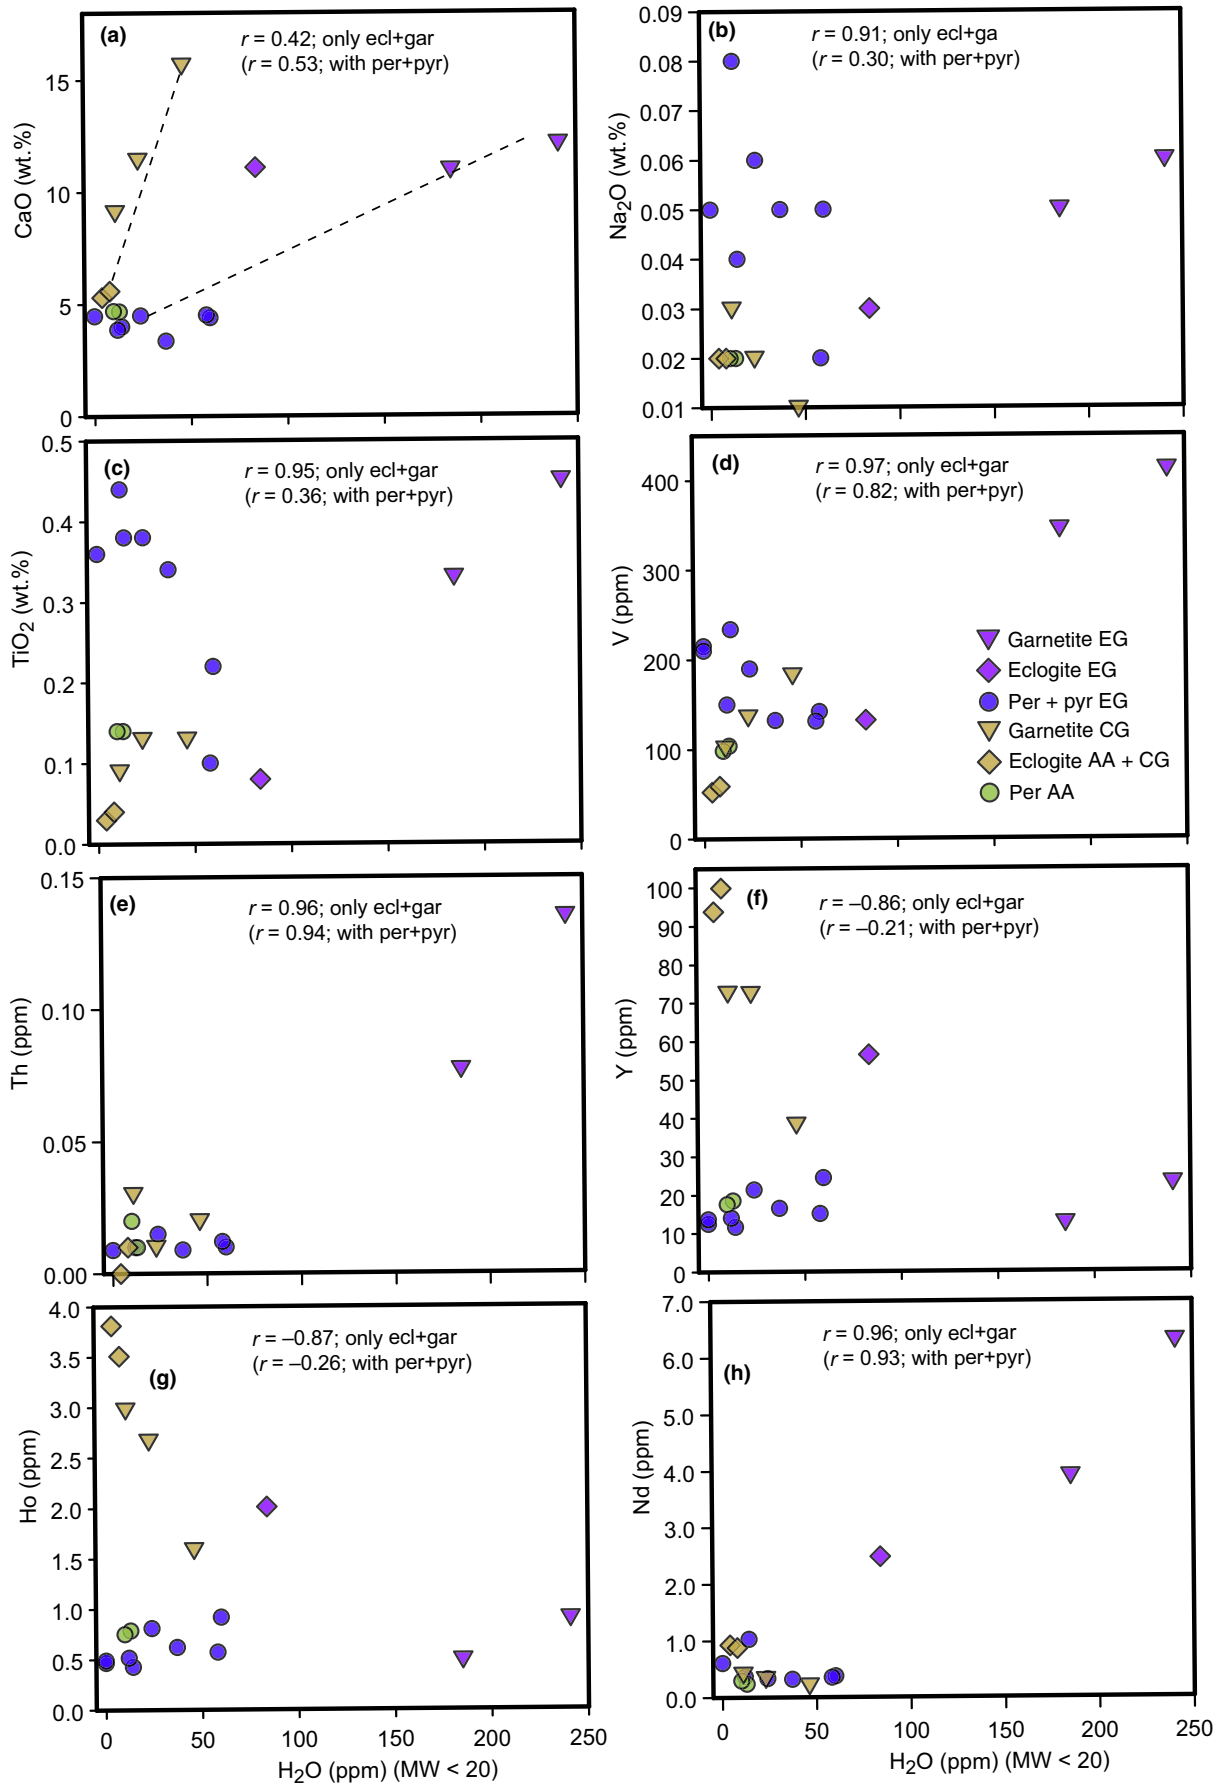 (a)
r = 0.42; only ecl+gar
(r = 0.53; with per+pyr)
CaO (wt.%)
15
10
5
0
(b)
r = 0.91; only ecl+ga
(r = 0.30; with per+pyr)
Na2O (wt.%)
0.09
0.08
0.07
0.06
0.05
0.04
0.03
0.02
0.01
(c)
r = 0.95; only ecl+gar
(r = 0.36; with per+pyr)
TiO2 (wt.%)
0.5
0.4
0.3
0.2
0.1
0.0
(d)
r = 0.97; only ecl+gar
(r = 0.82; with per+pyr)
V (ppm)
400
300
200
100
0
Garnetite EG
Eclogite EG
Per + pyr EG
Garnetite CG
Eclogite AA + CG
Per AA
(e)
r = 0.96; only ecl+gar
(r = 0.94; with per+pyr)
Th (ppm)
0.15
0.10
0.05
0.00
(f)
r = –0.86; only ecl+gar
(r = –0.21; with per+pyr)
Y (ppm)
100
90
80
70
60
50
40
30
20
10
0
(g)
r = –0.87; only ecl+gar
(r = –0.26; with per+pyr)
Ho (ppm)
4.0
3.5
3.0
2.5
2.0
1.5
1.0
0.5
0.0
0 50 100 150 200 250
H2O (ppm) (MW < 20)
(h)
r = 0.96; only ecl+gar
(r = 0.93; with per+pyr)
Nd (ppm)
7.0
6.0
5.0
4.0
3.0
2.0
1.0
0.0
0 50 100 150 200 250
H2O (ppm) (MW < 20)